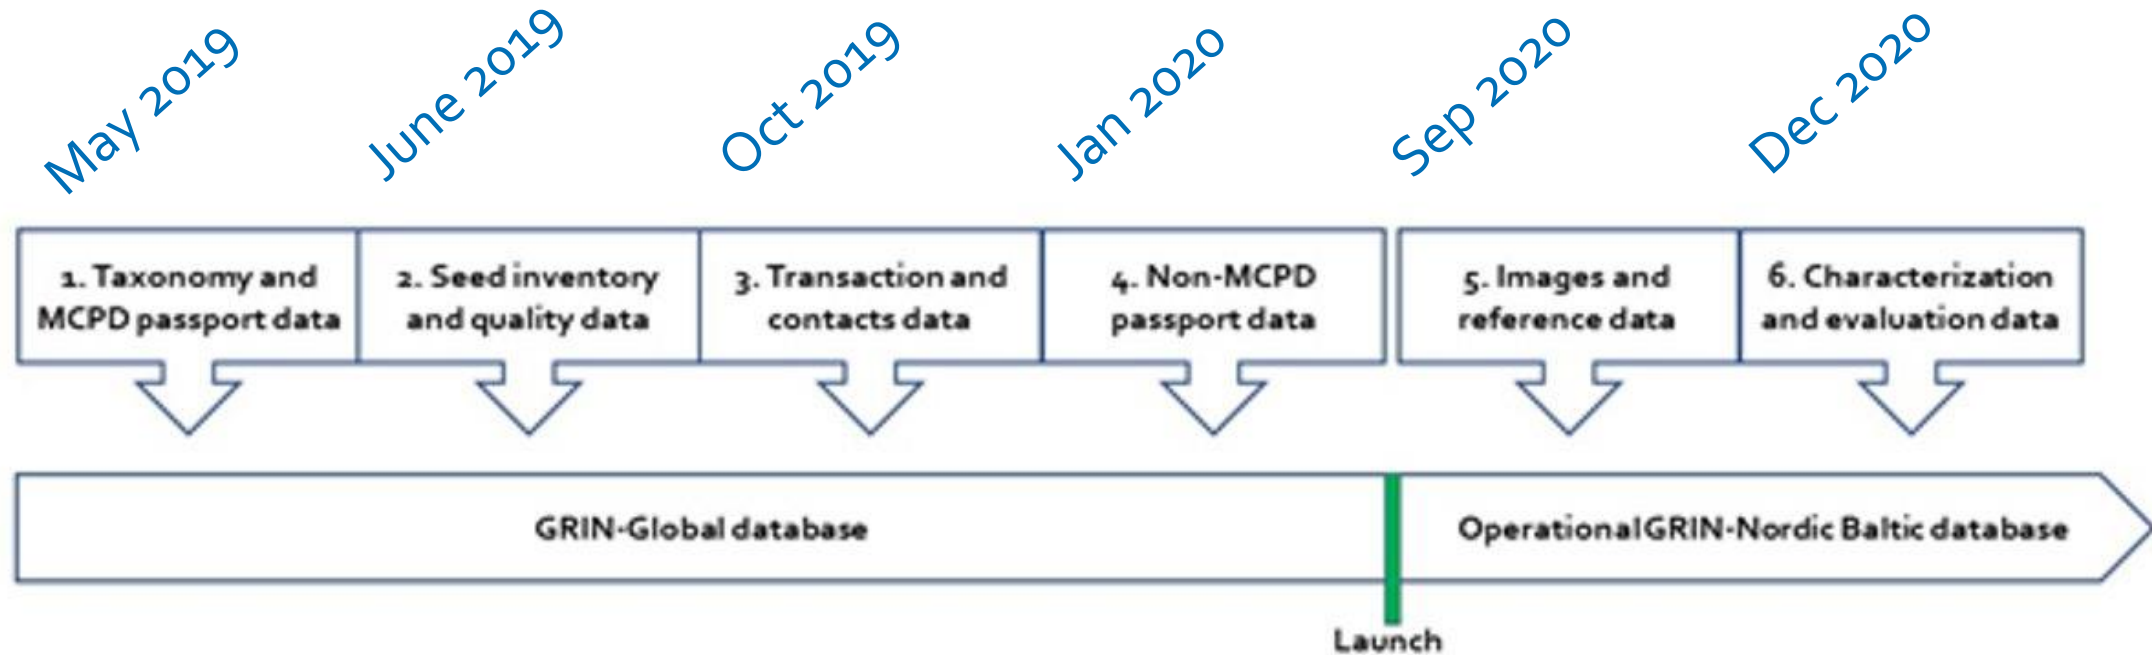 May 2019
June 2019
Oct 2019
Jan 2020
Sep 2020
Dec 2020
1. Taxonomy and
MCPD passport data
2. Seed inventory
and quality data
3. Transaction and
contacts data
4. Non-MCPD
passport data
5. Images and
reference data
6. Characterization
and evaluation data
GRIN-Global database
Operational GRIN-Nordic Baltic database
Launch